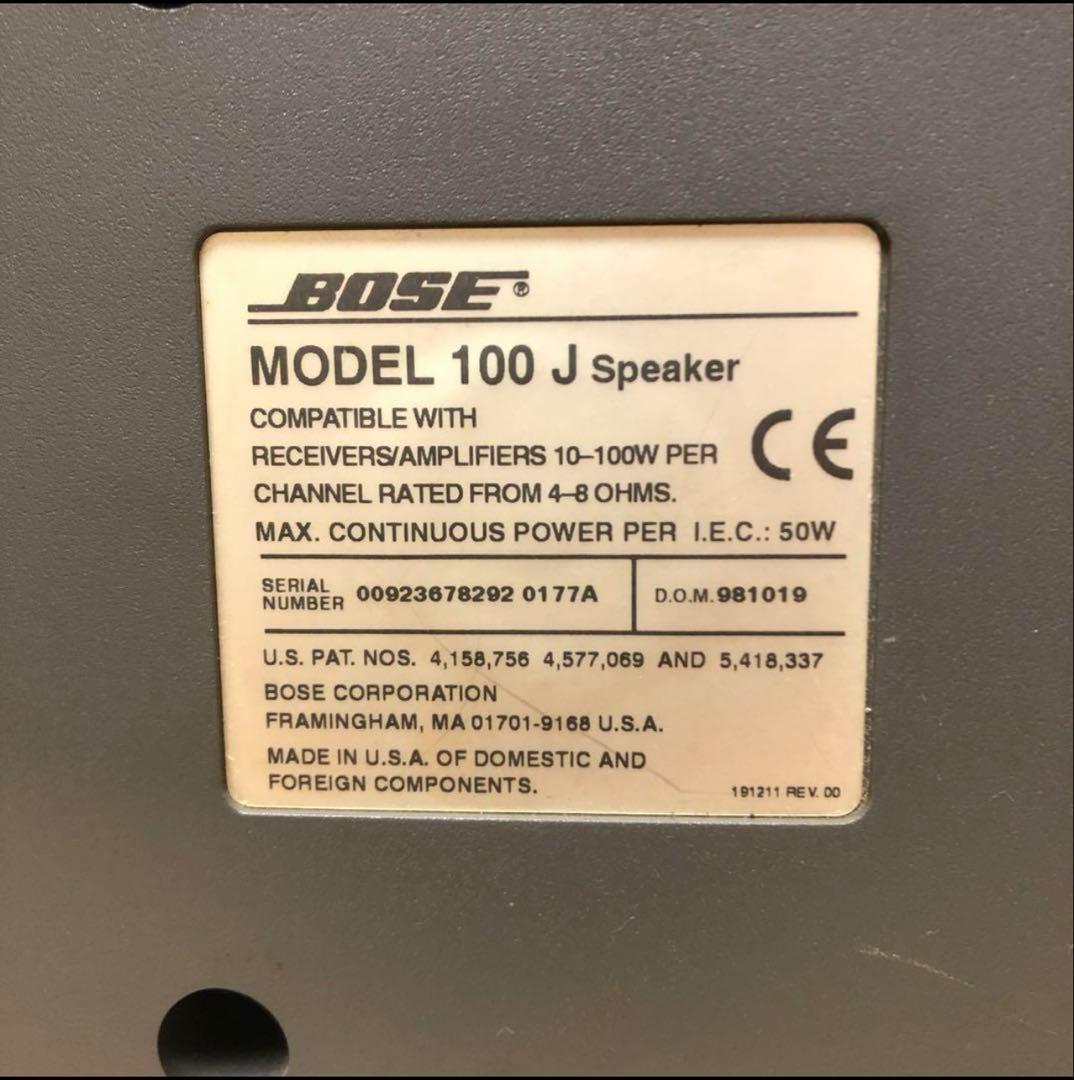 BOSE®
MODEL 100 J Speaker
COMPATIBLE WITH
RECEIVERS/AMPLIFIERS 10–100W PER
CHANNEL RATED FROM 4–8 OHMS.
CE
MAX. CONTINUOUS POWER PER I.E.C.: 50W
SERIAL
NUMBER 00923678292 0177A
D.O.M. 981019
U.S. PAT. NOS. 4,158,756 4,577,069 AND 5,418,337
BOSE CORPORATION
FRAMINGHAM, MA 01701-9168 U.S.A.
MADE IN U.S.A. OF DOMESTIC AND
FOREIGN COMPONENTS.
191211 REV. 00